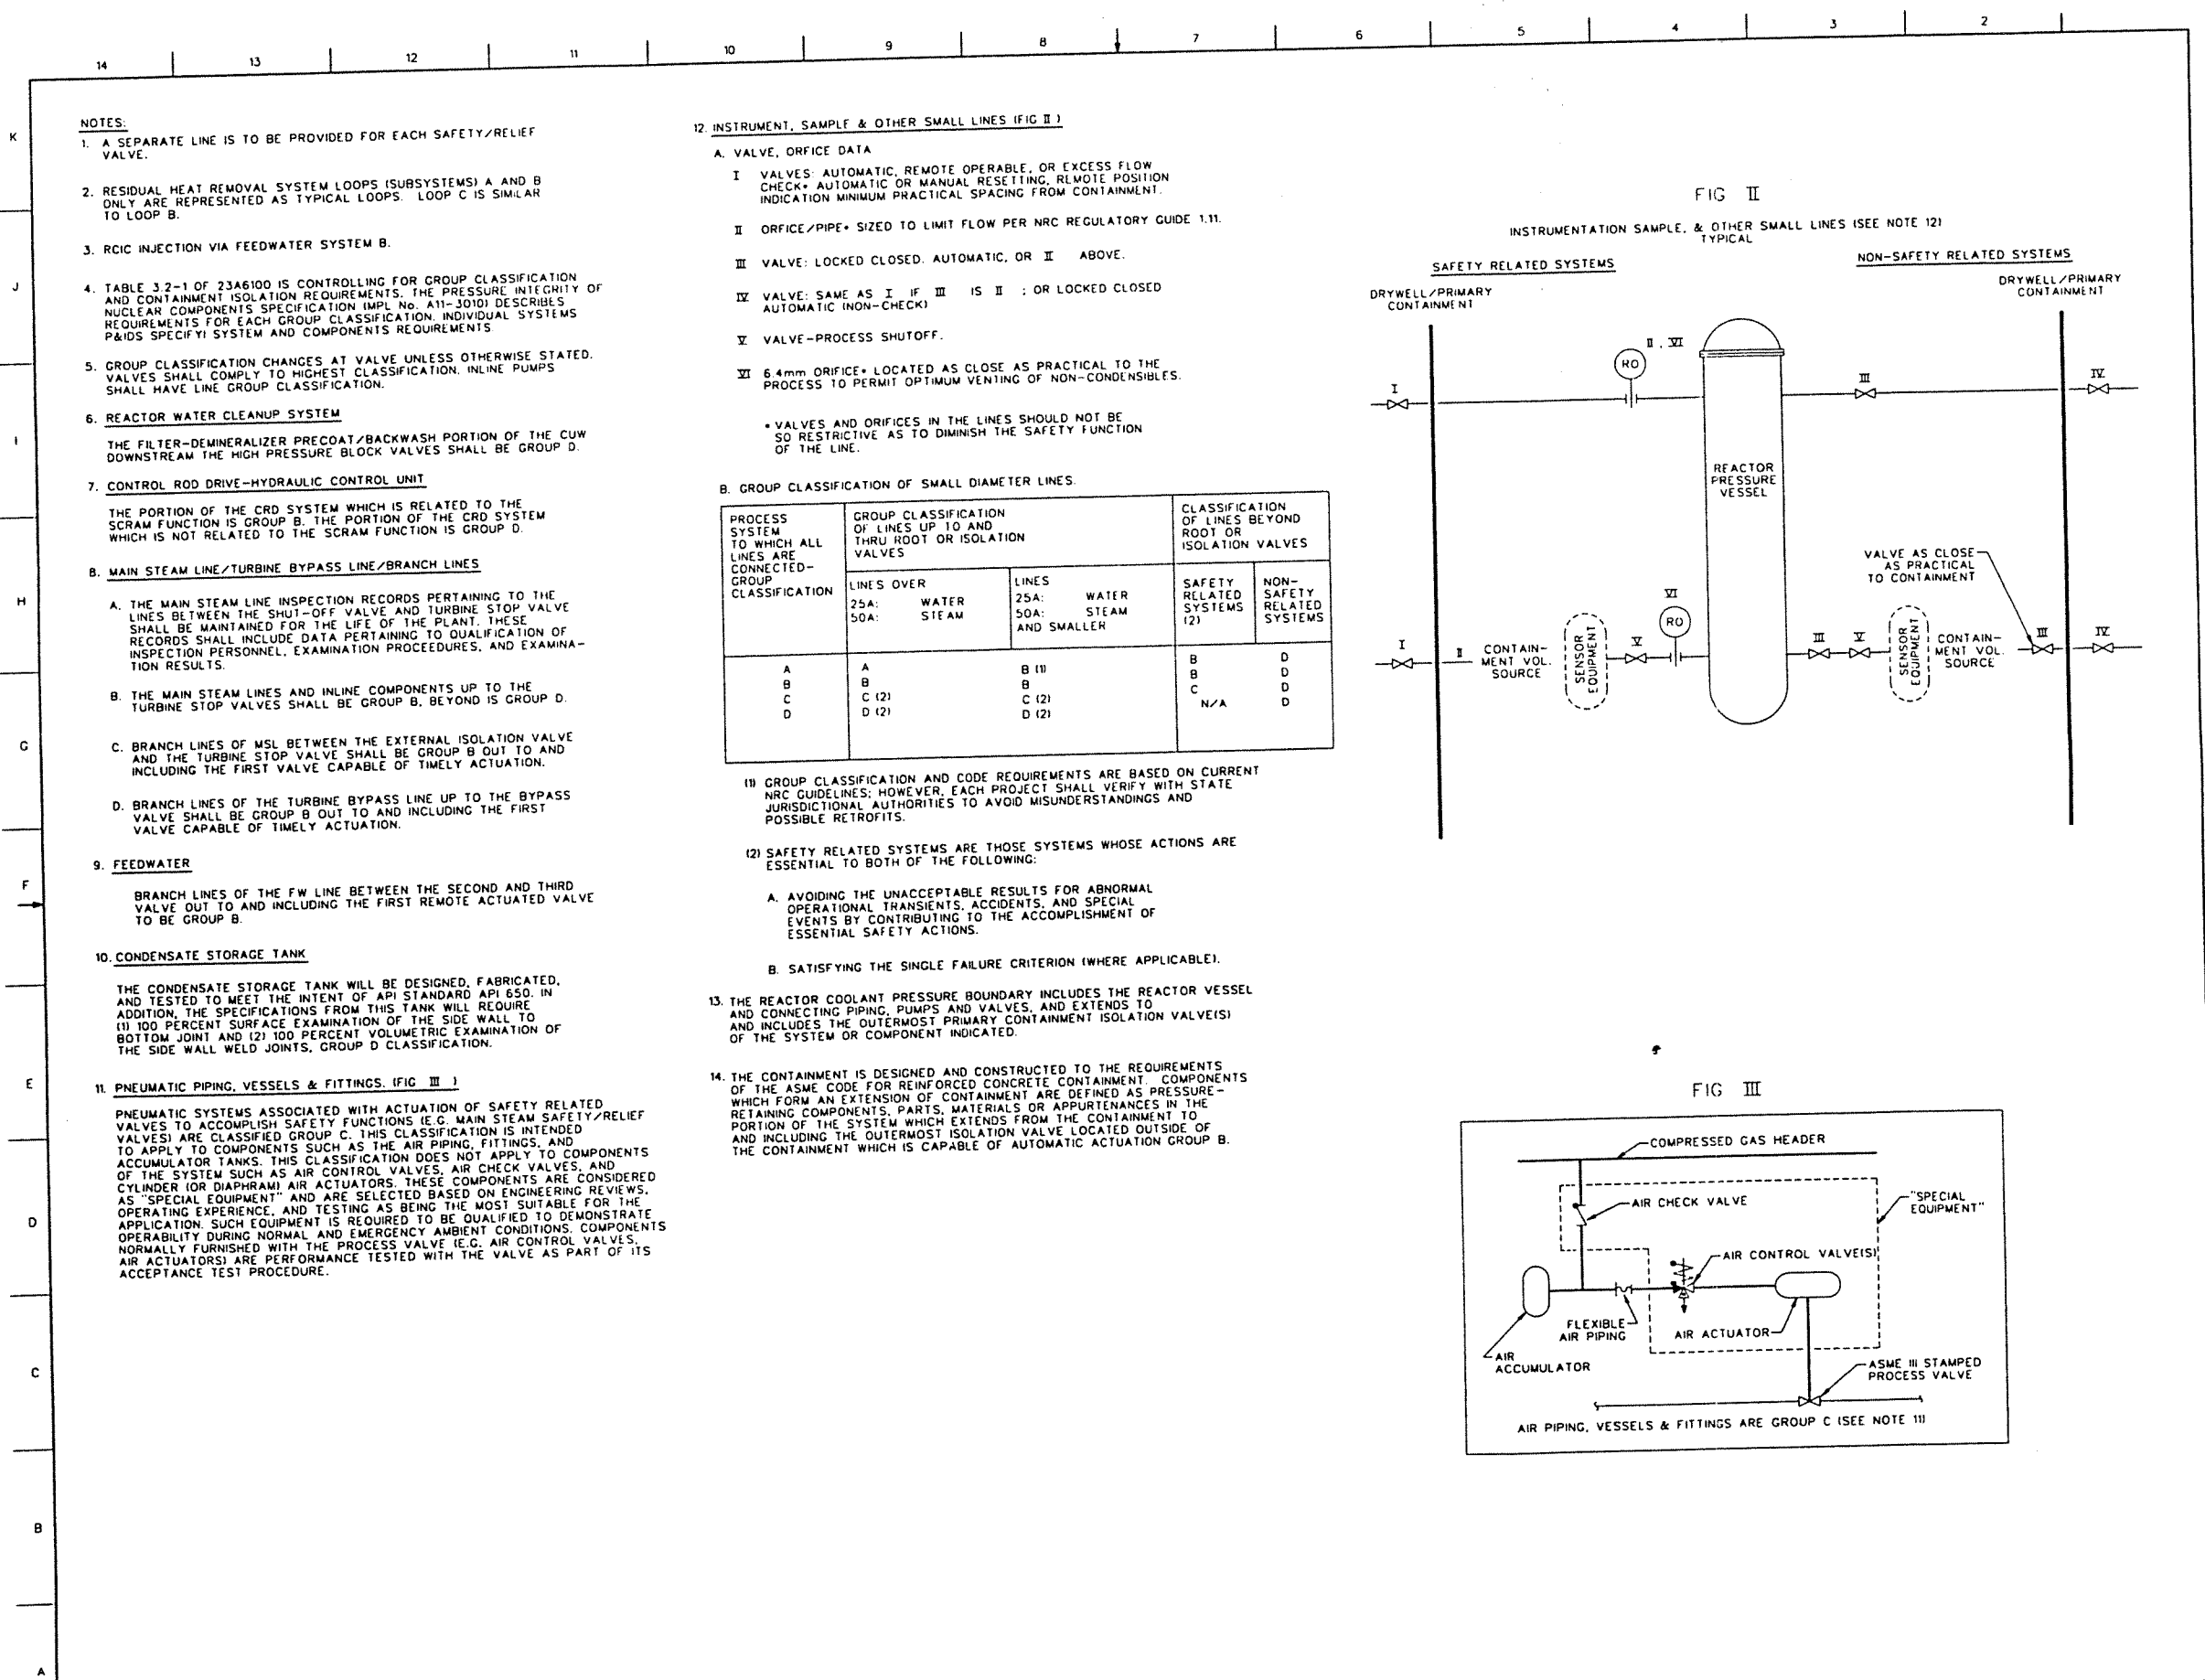 14 13 12 11 10 9 8 7 6 5 4 3 2
K
J
I
H
G
F
E
D
C
B
A
NOTES:
1. A SEPARATE LINE IS TO BE PROVIDED FOR EACH SAFETY/RELIEF
VALVE.
2. RESIDUAL HEAT REMOVAL SYSTEM LOOPS (SUBSYSTEMS) A AND B
ONLY ARE REPRESENTED AS TYPICAL LOOPS. LOOP C IS SIMILAR
TO LOOP B.
3. RCIC INJECTION VIA FEEDWATER SYSTEM B.
4. TABLE 3.2-1 OF 23A6100 IS CONTROLLING FOR GROUP CLASSIFICATION
AND CONTAINMENT ISOLATION REQUIREMENTS. THE PRESSURE INTEGRITY OF
NUCLEAR COMPONENTS SPECIFICATION (MPL No. A11-3010) DESCRIBES
REQUIREMENTS FOR EACH GROUP CLASSIFICATION. INDIVIDUAL SYSTEMS
P&IDS SPECIFYI SYSTEM AND COMPONENTS REQUIREMENTS.
5. GROUP CLASSIFICATION CHANGES AT VALVE UNLESS OTHERWISE STATED.
VALVES SHALL COMPLY TO HIGHEST CLASSIFICATION. INLINE PUMPS
SHALL HAVE LINE GROUP CLASSIFICATION.
6. REACTOR WATER CLEANUP SYSTEM
THE FILTER-DEMINERALIZER PRECOAT/BACKWASH PORTION OF THE CUW
DOWNSTREAM THE HIGH PRESSURE BLOCK VALVES SHALL BE GROUP D.
7. CONTROL ROD DRIVE-HYDRAULIC CONTROL UNIT
THE PORTION OF THE CRD SYSTEM WHICH IS RELATED TO THE
SCRAM FUNCTION IS GROUP B. THE PORTION OF THE CRD SYSTEM
WHICH IS NOT RELATED TO THE SCRAM FUNCTION IS GROUP D.
8. MAIN STEAM LINE/TURBINE BYPASS LINE/BRANCH LINES
A. THE MAIN STEAM LINE INSPECTION RECORDS PERTAINING TO THE
LINES BETWEEN THE SHUT-OFF VALVE AND TURBINE STOP VALVE
SHALL BE MAINTAINED FOR THE LIFE OF THE PLANT. THESE
RECORDS SHALL INCLUDE DATA PERTAINING TO QUALIFICATION OF
INSPECTION PERSONNEL, EXAMINATION PROCEEDURES, AND EXAMINA-
TION RESULTS.
B. THE MAIN STEAM LINES AND INLINE COMPONENTS UP TO THE
TURBINE STOP VALVES SHALL BE GROUP B, BEYOND IS GROUP D.
C. BRANCH LINES OF MSL BETWEEN THE EXTERNAL ISOLATION VALVE
AND THE TURBINE STOP VALVE SHALL BE GROUP B OUT TO AND
INCLUDING THE FIRST VALVE CAPABLE OF TIMELY ACTUATION.
D. BRANCH LINES OF THE TURBINE BYPASS LINE UP TO THE BYPASS
VALVE SHALL BE GROUP B OUT TO AND INCLUDING THE FIRST
VALVE CAPABLE OF TIMELY ACTUATION.
9. FEEDWATER
BRANCH LINES OF THE FW LINE BETWEEN THE SECOND AND THIRD
VALVE OUT TO AND INCLUDING THE FIRST REMOTE ACTUATED VALVE
TO BE GROUP B.
10. CONDENSATE STORAGE TANK
THE CONDENSATE STORAGE TANK WILL BE DESIGNED, FABRICATED,
AND TESTED TO MEET THE INTENT OF API STANDARD API 650. IN
ADDITION, THE SPECIFICATIONS FROM THIS TANK WILL REQUIRE
(1) 100 PERCENT SURFACE EXAMINATION OF THE SIDE WALL TO
BOTTOM JOINT AND (2) 100 PERCENT VOLUMETRIC EXAMINATION OF
THE SIDE WALL WELD JOINTS, GROUP D CLASSIFICATION.
11. PNEUMATIC PIPING, VESSELS & FITTINGS. (FIG III )
PNEUMATIC SYSTEMS ASSOCIATED WITH ACTUATION OF SAFETY RELATED
VALVES TO ACCOMPLISH SAFETY FUNCTIONS (E.G. MAIN STEAM SAFETY/RELIEF
VALVES) ARE CLASSIFIED GROUP C. THIS CLASSIFICATION IS INTENDED
TO APPLY TO COMPONENTS SUCH AS THE AIR PIPING, FITTINGS, AND
ACCUMULATOR TANKS. THIS CLASSIFICATION DOES NOT APPLY TO COMPONENTS
OF THE SYSTEM SUCH AS AIR CONTROL VALVES, AIR CHECK VALVES, AND
CYLINDER (OR DIAPHRAM) AIR ACTUATORS. THESE COMPONENTS ARE CONSIDERED
AS "SPECIAL EQUIPMENT" AND ARE SELECTED BASED ON ENGINEERING REVIEWS,
OPERATING EXPERIENCE, AND TESTING AS BEING THE MOST SUITABLE FOR THE
APPLICATION. SUCH EQUIPMENT IS REQUIRED TO BE QUALIFIED TO DEMONSTRATE
OPERABILITY DURING NORMAL AND EMERGENCY AMBIENT CONDITIONS. COMPONENTS
NORMALLY FURNISHED WITH THE PROCESS VALVE (E.G. AIR CONTROL VALVES,
AIR ACTUATORS) ARE PERFORMANCE TESTED WITH THE VALVE AS PART OF ITS
ACCEPTANCE TEST PROCEDURE.
12. INSTRUMENT, SAMPLE & OTHER SMALL LINES (FIG II )
A. VALVE, ORFICE DATA
I VALVES: AUTOMATIC, REMOTE OPERABLE, OR EXCESS FLOW
CHECK* AUTOMATIC OR MANUAL RESETTING, REMOTE POSITION
INDICATION MINIMUM PRACTICAL SPACING FROM CONTAINMENT.
II ORFICE/PIPE* SIZED TO LIMIT FLOW PER NRC REGULATORY GUIDE 1.11.
III VALVE: LOCKED CLOSED. AUTOMATIC, OR II ABOVE.
IV VALVE: SAME AS I IF III IS II ; OR LOCKED CLOSED
AUTOMATIC (NON-CHECK)
V VALVE-PROCESS SHUTOFF.
VI 6.4mm ORIFICE* LOCATED AS CLOSE AS PRACTICAL TO THE
PROCESS TO PERMIT OPTIMUM VENTING OF NON-CONDENSIBLES.
* VALVES AND ORIFICES IN THE LINES SHOULD NOT BE
SO RESTRICTIVE AS TO DIMINISH THE SAFETY FUNCTION
OF THE LINE.
B. GROUP CLASSIFICATION OF SMALL DIAMETER LINES.
PROCESS
SYSTEM
TO WHICH ALL
LINES ARE
CONNECTED-
GROUP
CLASSIFICATION
GROUP CLASSIFICATION
OF LINES UP TO AND
THRU ROOT OR ISOLATION
VALVES
CLASSIFICATION
OF LINES BEYOND
ROOT OR
ISOLATION VALVES
LINES OVER
25A: WATER
50A: STEAM
LINES
25A: WATER
50A: STEAM
AND SMALLER
SAFETY
RELATED
SYSTEMS
(2)
NON-
SAFETY
RELATED
SYSTEMS
A A B (1) B D
B B B B D
C C (2) C (2) C D
D D (2) D (2) N/A D
(1) GROUP CLASSIFICATION AND CODE REQUIREMENTS ARE BASED ON CURRENT
NRC GUIDELINES; HOWEVER, EACH PROJECT SHALL VERIFY WITH STATE
JURISDICTIONAL AUTHORITIES TO AVOID MISUNDERSTANDINGS AND
POSSIBLE RETROFITS.
(2) SAFETY RELATED SYSTEMS ARE THOSE SYSTEMS WHOSE ACTIONS ARE
ESSENTIAL TO BOTH OF THE FOLLOWING:
A. AVOIDING THE UNACCEPTABLE RESULTS FOR ABNORMAL
OPERATIONAL TRANSIENTS, ACCIDENTS, AND SPECIAL
EVENTS BY CONTRIBUTING TO THE ACCOMPLISHMENT OF
ESSENTIAL SAFETY ACTIONS.
B. SATISFYING THE SINGLE FAILURE CRITERION (WHERE APPLICABLE).
13. THE REACTOR COOLANT PRESSURE BOUNDARY INCLUDES THE REACTOR VESSEL
AND CONNECTING PIPING, PUMPS AND VALVES, AND EXTENDS TO
AND INCLUDES THE OUTERMOST PRIMARY CONTAINMENT ISOLATION VALVE(S)
OF THE SYSTEM OR COMPONENT INDICATED.
14. THE CONTAINMENT IS DESIGNED AND CONSTRUCTED TO THE REQUIREMENTS
OF THE ASME CODE FOR REINFORCED CONCRETE CONTAINMENT. COMPONENTS
WHICH FORM AN EXTENSION OF CONTAINMENT ARE DEFINED AS PRESSURE-
RETAINING COMPONENTS, PARTS, MATERIALS OR APPURTENANCES IN THE
PORTION OF THE SYSTEM WHICH EXTENDS FROM THE CONTAINMENT TO
AND INCLUDING THE OUTERMOST ISOLATION VALVE LOCATED OUTSIDE OF
THE CONTAINMENT WHICH IS CAPABLE OF AUTOMATIC ACTUATION GROUP B.
FIG II
INSTRUMENTATION SAMPLE, & OTHER SMALL LINES (SEE NOTE 12)
TYPICAL
SAFETY RELATED SYSTEMS
NON-SAFETY RELATED SYSTEMS
DRYWELL/PRIMARY
CONTAINMENT
DRYWELL/PRIMARY
CONTAINMENT
I
RO
II , VI
III
IV
REACTOR
PRESSURE
VESSEL
VALVE AS CLOSE
AS PRACTICAL
TO CONTAINMENT
I
II
CONTAIN-
MENT VOL.
SOURCE
SENSOR
EQUIPMENT
V
VI
RO
III
V
SENSOR
EQUIPMENT
CONTAIN-
MENT VOL.
SOURCE
III
IV
FIG III
COMPRESSED GAS HEADER
AIR CHECK VALVE
"SPECIAL
EQUIPMENT"
AIR CONTROL VALVE(S)
FLEXIBLE
AIR PIPING
AIR ACTUATOR
AIR
ACCUMULATOR
ASME III STAMPED
PROCESS VALVE
AIR PIPING, VESSELS & FITTINGS ARE GROUP C (SEE NOTE 11)